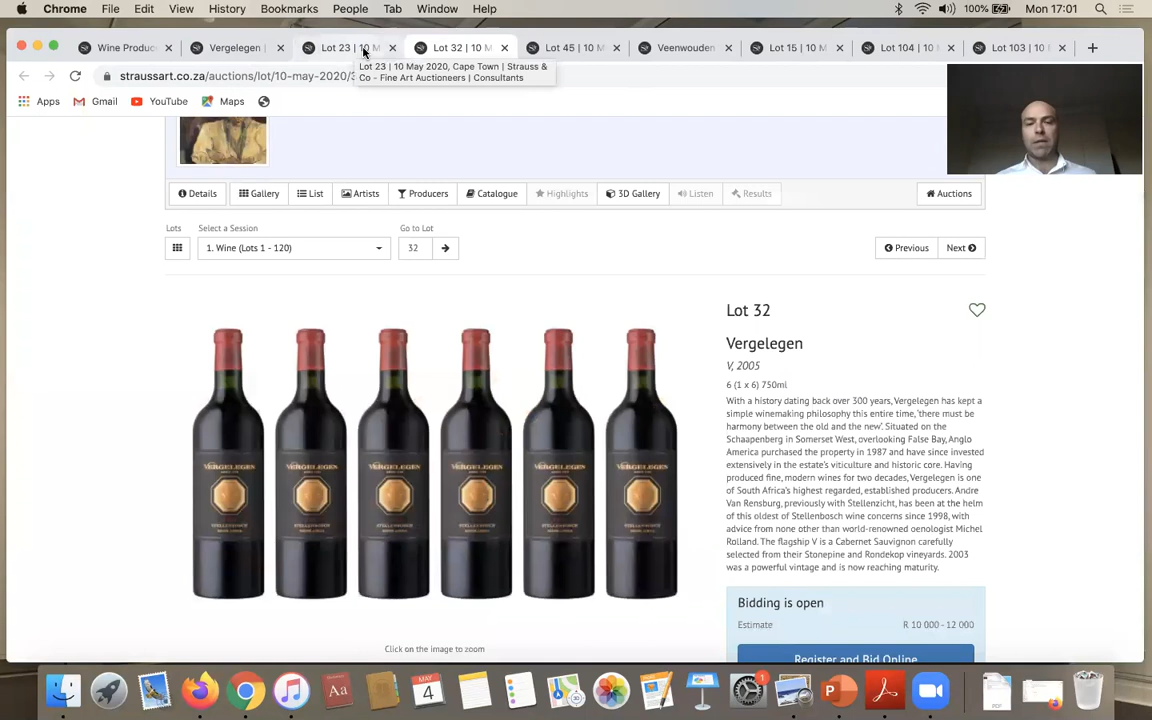 Chrome File Edit View History Bookmarks People Tab Window Help 100% Mon 17:01
Wine Produc Vergelegen | Lot 23 | 10 M Lot 32 | 10 M Lot 45 | 10 M Veenwouden Lot 15 | 10 M Lot 104 | 10 M Lot 103 | 10 M
Lot 23 | 10 May 2020, Cape Town | Strauss &
Co - Fine Art Auctioneers | Consultants
straussart.co.za/auctions/lot/10-may-2020/3
Apps Gmail YouTube Maps
Details Gallery List Artists Producers Catalogue Highlights 3D Gallery Listen Results Auctions
Lots Select a Session Go to Lot
1. Wine (Lots 1 - 120) 32 Previous Next
Lot 32
Vergelegen
V, 2005
6 (1 x 6) 750ml
With a history dating back over 300 years, Vergelegen has kept a
simple winemaking philosophy this entire time, 'there must be
harmony between the old and the new'. Situated on the
Schaapenberg in Somerset West, overlooking False Bay, Anglo
America purchased the property in 1987 and have since invested
extensively in the estate's viticulture and historic core. Having
produced fine, modern wines for two decades, Vergelegen is one
of South Africa's highest regarded, established producers. Andre
Van Rensburg, previously with Stellenzicht, has been at the helm
of this oldest of Stellenbosch wine concerns since 1998, with
advice from none other than world-renowned oenologist Michel
Rolland. The flagship V is a Cabernet Sauvignon carefully
selected from their Stonepine and Rondekop vineyards. 2003
was a powerful vintage and is now reaching maturity.
VERGELEGEN VERGELEGEN VERGELEGEN VERGELEGEN VERGELEGEN VERGELEGEN
STELLENBOSCH STELLENBOSCH STELLENBOSCH STELLENBOSCH STELLENBOSCH STELLENBOSCH
Bidding is open
Estimate R 10 000 - 12 000
Register and Bid Online
Click on the image to zoom
MAY
4
Aa
1
PDF